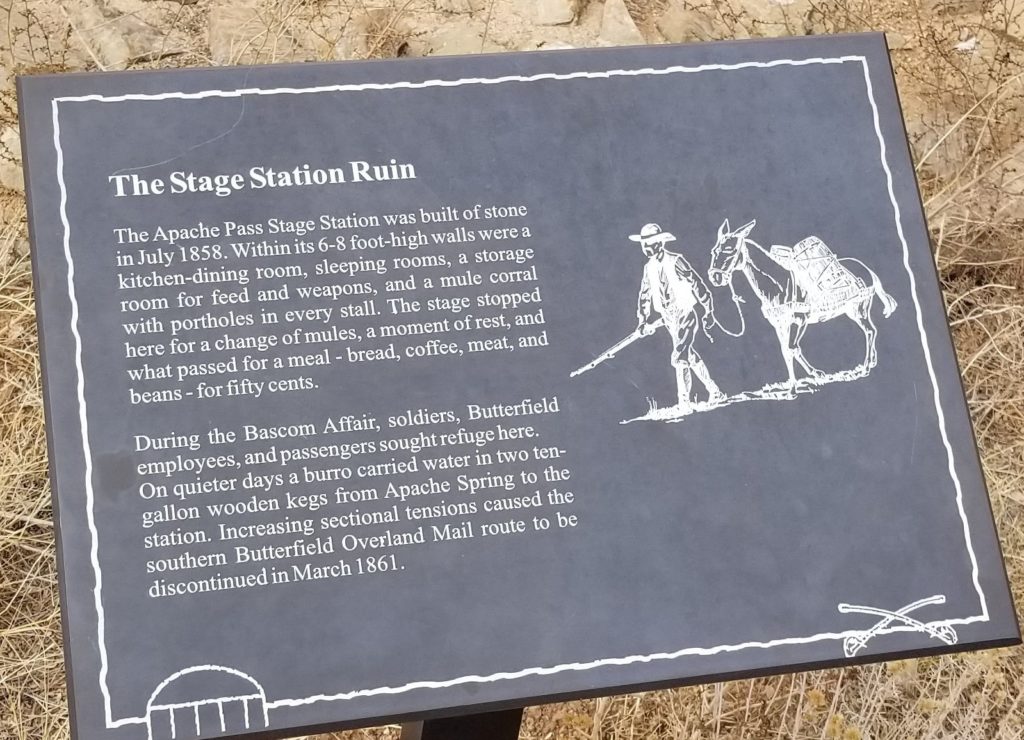 The Stage Station Ruin
The Apache Pass Stage Station was built of stone
in July 1858. Within its 6-8 foot-high walls were a
kitchen-dining room, sleeping rooms, a storage
room for feed and weapons, and a mule corral
with portholes in every stall. The stage stopped
here for a change of mules, a moment of rest, and
what passed for a meal - bread, coffee, meat, and
beans - for fifty cents.
During the Bascom Affair, soldiers, Butterfield
employees, and passengers sought refuge here.
On quieter days a burro carried water in two ten-
gallon wooden kegs from Apache Spring to the
station. Increasing sectional tensions caused the
southern Butterfield Overland Mail route to be
discontinued in March 1861.